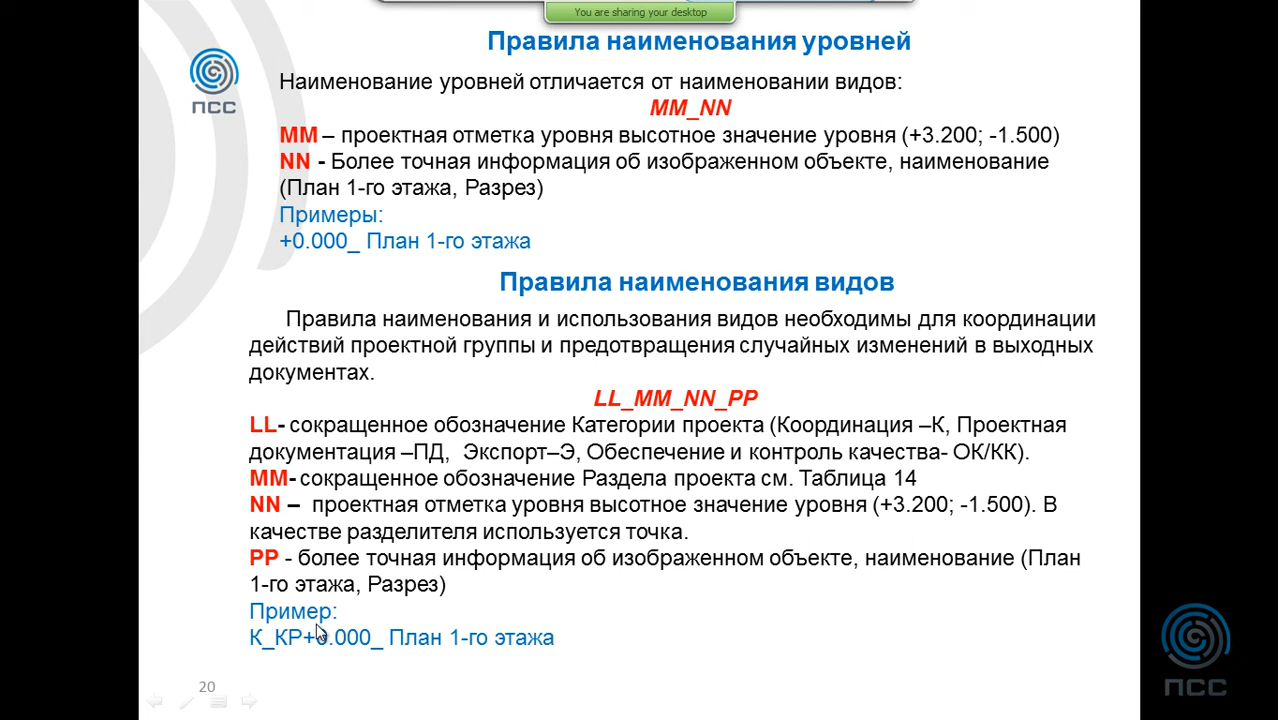 You are sharing your desktop
Правила наименования уровней
ПСС
Наименование уровней отличается от наименовании видов:
MM_NN
MM – проектная отметка уровня высотное значение уровня (+3.200; -1.500)
NN - Более точная информация об изображенном объекте, наименование
(План 1-го этажа, Разрез)
Примеры:
+0.000_ План 1-го этажа
Правила наименования видов
Правила наименования и использования видов необходимы для координации
действий проектной группы и предотвращения случайных изменений в выходных
документах.
LL_MM_NN_PP
LL- сокращенное обозначение Категории проекта (Координация –К, Проектная
документация –ПД, Экспорт–Э, Обеспечение и контроль качества- ОК/КК).
MM- сокращенное обозначение Раздела проекта см. Таблица 14
NN – проектная отметка уровня высотное значение уровня (+3.200; -1.500). В
качестве разделителя используется точка.
PP - более точная информация об изображенном объекте, наименование (План
1-го этажа, Разрез)
Пример:
К_КР+0.000_ План 1-го этажа
20
ПСС